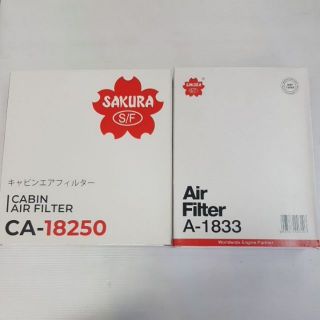 SAKURA
S/F
キャビンエアフィルター
CABIN
AIR FILTER
CA-18250
SAKURA
S/F
Air
Filter
A-1833
Worldwide Engine Partner